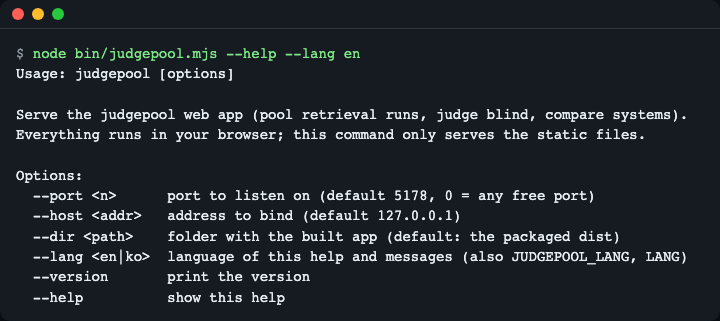 $ node bin/judgepool.mjs --help --lang en
Usage: judgepool [options]

Serve the judgepool web app (pool retrieval runs, judge blind, compare systems).
Everything runs in your browser; this command only serves the static files.

Options:
  --port <n>      port to listen on (default 5178, 0 = any free port)
  --host <addr>   address to bind (default 127.0.0.1)
  --dir <path>    folder with the built app (default: the packaged dist)
  --lang <en|ko>  language of this help and messages (also JUDGEPOOL_LANG, LANG)
  --version       print the version
  --help          show this help